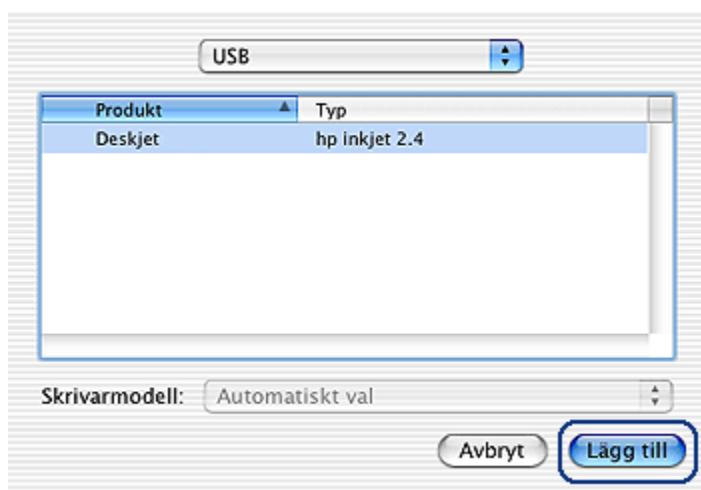 USB
Produkt Typ
Deskjet hp inkjet 2.4
Skrivarmodell: Automatiskt val
Avbryt Lägg till